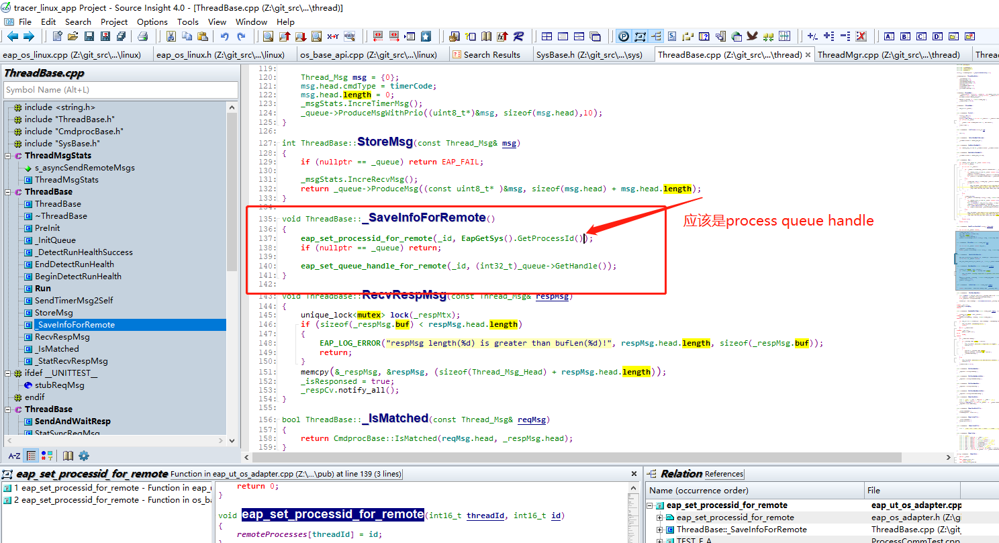 tracer_linux_app Project - Source Insight 4.0 - [ThreadBase.cpp (Z:\git_src\...\thread)]
File Edit Search Project Options Tools View Window Help
eap_os_linux.cpp (Z:\git_src\...\linux) eap_os_linux.h (Z:\git_src\...\linux) os_base_api.cpp (Z:\git_src\...\linux) Search Results SysBase.h (Z:\git_src\...\sys) ThreadBase.cpp (Z:\git_src\...\thread) ThreadMgr.cpp (Z:\git_src\...\thread) Threa
ThreadBase.cpp
Symbol Name (Alt+L)
include <string.h>
include "ThreadBase.h"
include "CmdprocBase.h"
include "SysBase.h"
ThreadMsgStats
s_asyncSendRemoteMsgs
ThreadMsgStats
ThreadBase
ThreadBase
~ThreadBase
PreInit
_InitQueue
_DetectRunHealthSuccess
EndDetectRunHealth
BeginDetectRunHealth
Run
SendTimerMsg2Self
StoreMsg
_SaveInfoForRemote
RecvRespMsg
_IsMatched
_StatRecvRespMsg
ifdef __UNITTEST__
stubReqMsg
endif
ThreadBase
SendAndWaitResp
StatSyncReqMsg
A-Z
119:
120: Thread_Msg msg = {0};
121: msg.head.cmdType = timerCode;
122: msg.head.length = 0;
123: _msgStats.IncreTimerMsg();
124: _queue->ProduceMsgWithPrio((uint8_t*)&msg, sizeof(msg.head),10);
125: }
126:
127: int ThreadBase::StoreMsg(const Thread_Msg& msg)
128: {
129: if (nullptr == _queue) return EAP_FAIL;
130:
131: _msgStats.IncreRecvMsg();
132: return _queue->ProduceMsg((const uint8_t* )&msg, sizeof(msg.head) + msg.head.length);
133: }
134:
135: void ThreadBase::_SaveInfoForRemote()
136: {
137: eap_set_processid_for_remote(_id, EapGetSys().GetProcessId());
138: if (nullptr == _queue) return;
139:
140: eap_set_queue_handle_for_remote(_id, (int32_t)_queue->GetHandle());
141: }
142:
应该是process queue handle
143: void ThreadBase::RecvRespMsg(const Thread_Msg& respMsg)
144: {
145: unique_lock<mutex> lock(_respMtx);
146: if (sizeof(_respMsg.buf) < respMsg.head.length)
147: {
148: EAP_LOG_ERROR("respMsg length(%d) is greater than bufLen(%d)!", respMsg.head.length, sizeof(_respMsg.buf));
149: return;
150: }
151: memcpy(&_respMsg, &respMsg, (sizeof(Thread_Msg_Head) + respMsg.head.length));
152: _isResponsed = true;
153: _respCv.notify_all();
154: }
155:
156: bool ThreadBase::_IsMatched(const Thread_Msg& reqMsg)
157: {
158: return CmdprocBase::IsMatched(reqMsg.head, _respMsg.head);
159: }
eap_set_processid_for_remote Function in eap_ut_os_adapter.cpp (Z:\...\pub) at line 139 (3 lines)
1 eap_set_processid_for_remote - Function in eap_u
2 eap_set_processid_for_remote - Function in os_ba
return 0;
}
void eap_set_processid_for_remote(int16_t threadId, int16_t id)
{
remoteProcesses[threadId] = id;
Relation References
Name (occurrence order) File
eap_set_processid_for_remote eap_ut_os_adapter.cpp
eap_set_processid_for_remote eap_os_adapter.h (Z:\gi
ThreadBase::_SaveInfoForRemote ThreadBase.cpp (Z:\git
TEST_F_A ProcessCommTest.cpp